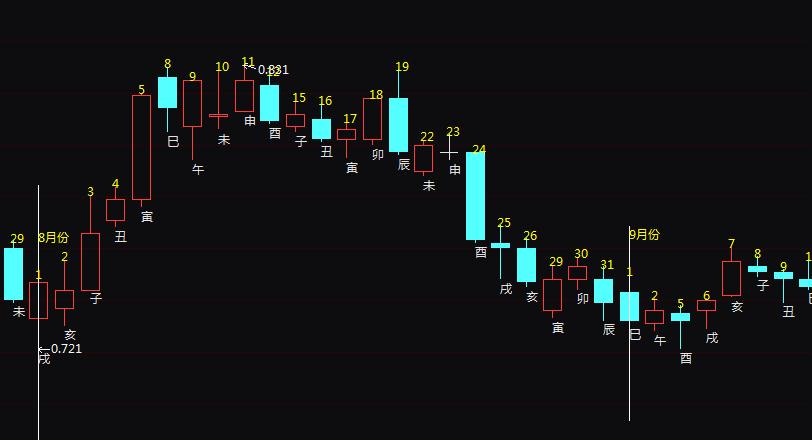 29
未
8月份
1
←0.721
戌
2
亥
3
子
4
丑
5
寅
8
巳
9
午
10
未
11
←0.831
申
12
酉
15
子
16
丑
17
寅
18
卯
19
辰
22
未
23
申
24
酉
25
戌
26
亥
29
寅
30
卯
31
辰
9月份
1
巳
2
午
5
酉
6
戌
7
亥
8
子
9
丑